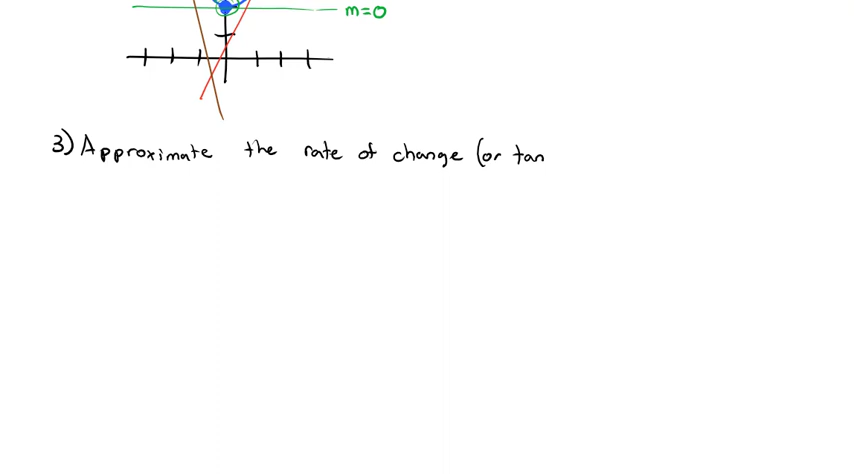 m=0
3) Approximate the rate of change (or tan